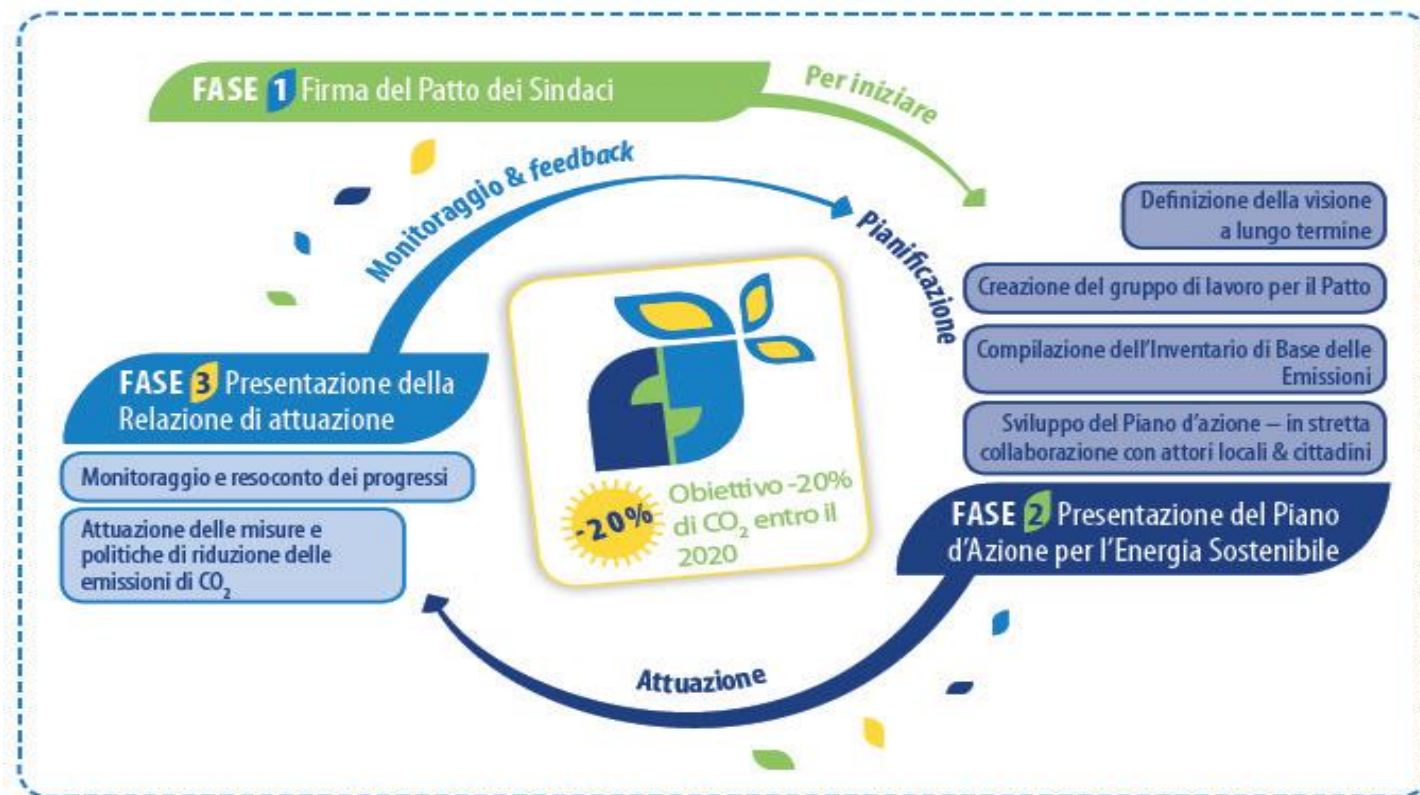 FASE 1 Firma del Patto dei Sindaci
Per iniziare
Monitoraggio & feedback
Pianificazione
Definizione della visione
a lungo termine
Creazione del gruppo di lavoro per il Patto
Compilazione dell'Inventario di Base delle
Emissioni
Sviluppo del Piano d'azione – in stretta
collaborazione con attori locali & cittadini
FASE 2 Presentazione del Piano
d'Azione per l'Energia Sostenibile
Attuazione
FASE 3 Presentazione della
Relazione di attuazione
Monitoraggio e resoconto dei progressi
Attuazione delle misure e
politiche di riduzione delle
emissioni di CO₂
-20%
Obiettivo -20%
di CO₂ entro il
2020